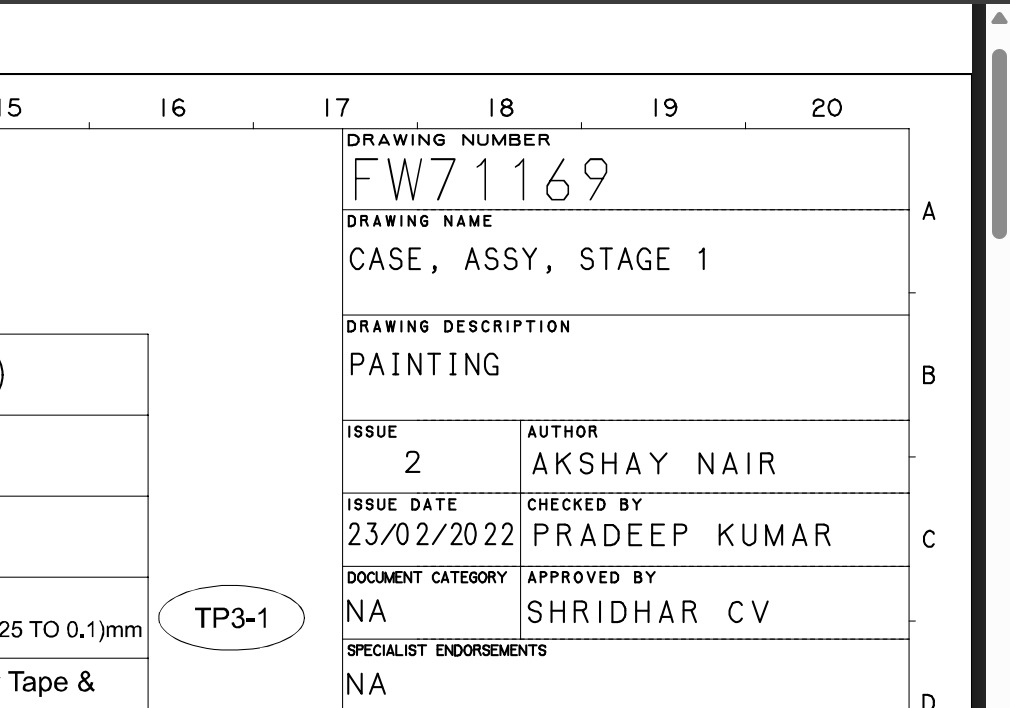 15 16 17 18 19 20
DRAWING NUMBER
FW71169
A
DRAWING NAME
CASE, ASSY, STAGE 1
DRAWING DESCRIPTION
PAINTING
B
)
ISSUE
2
AUTHOR
AKSHAY NAIR
ISSUE DATE
23/02/2022
CHECKED BY
PRADEEP KUMAR
C
DOCUMENT CATEGORY
NA
APPROVED BY
SHRIDHAR CV
TP3-1
25 TO 0.1)mm
SPECIALIST ENDORSEMENTS
NA
Tape &
D